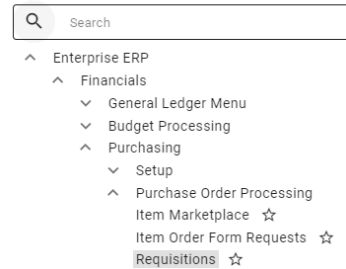 Search
Enterprise ERP
Financials
General Ledger Menu
Budget Processing
Purchasing
Setup
Purchase Order Processing
Item Marketplace
Item Order Form Requests
Requisitions